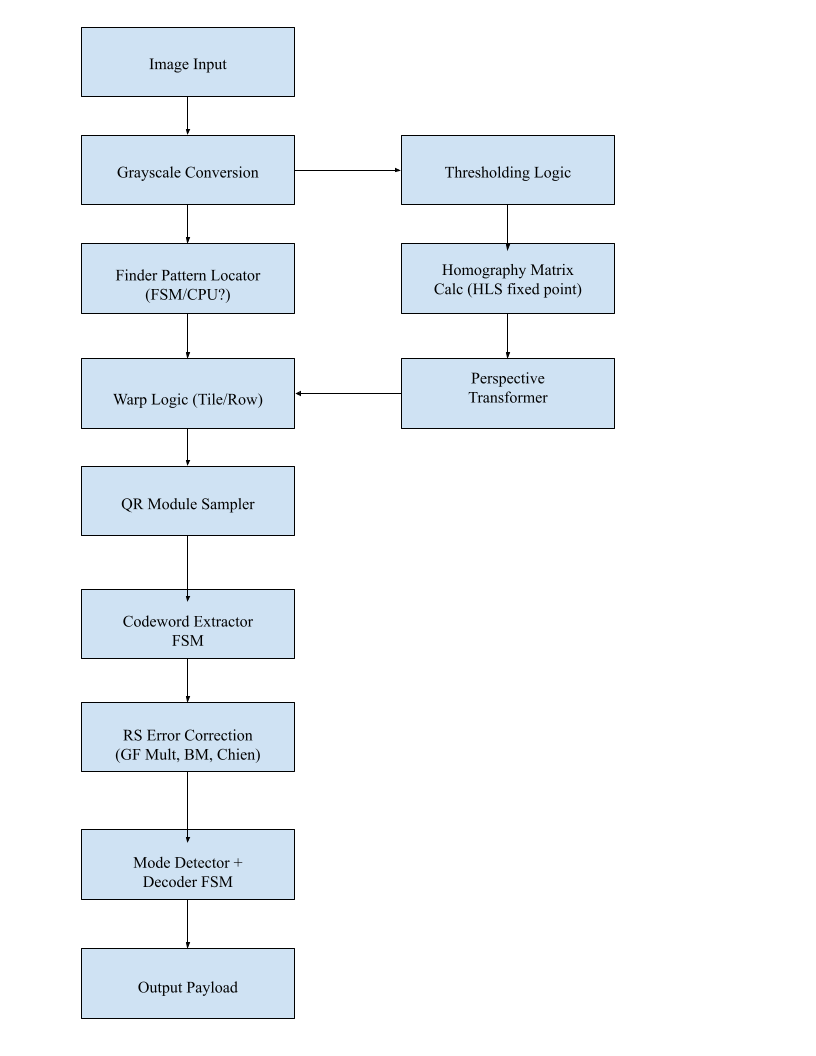 Image Input
Grayscale Conversion
Thresholding Logic
Finder Pattern Locator
(FSM/CPU?)
Homography Matrix
Calc (HLS fixed point)
Warp Logic (Tile/Row)
Perspective
Transformer
QR Module Sampler
Codeword Extractor
FSM
RS Error Correction
(GF Mult, BM, Chien)
Mode Detector +
Decoder FSM
Output Payload